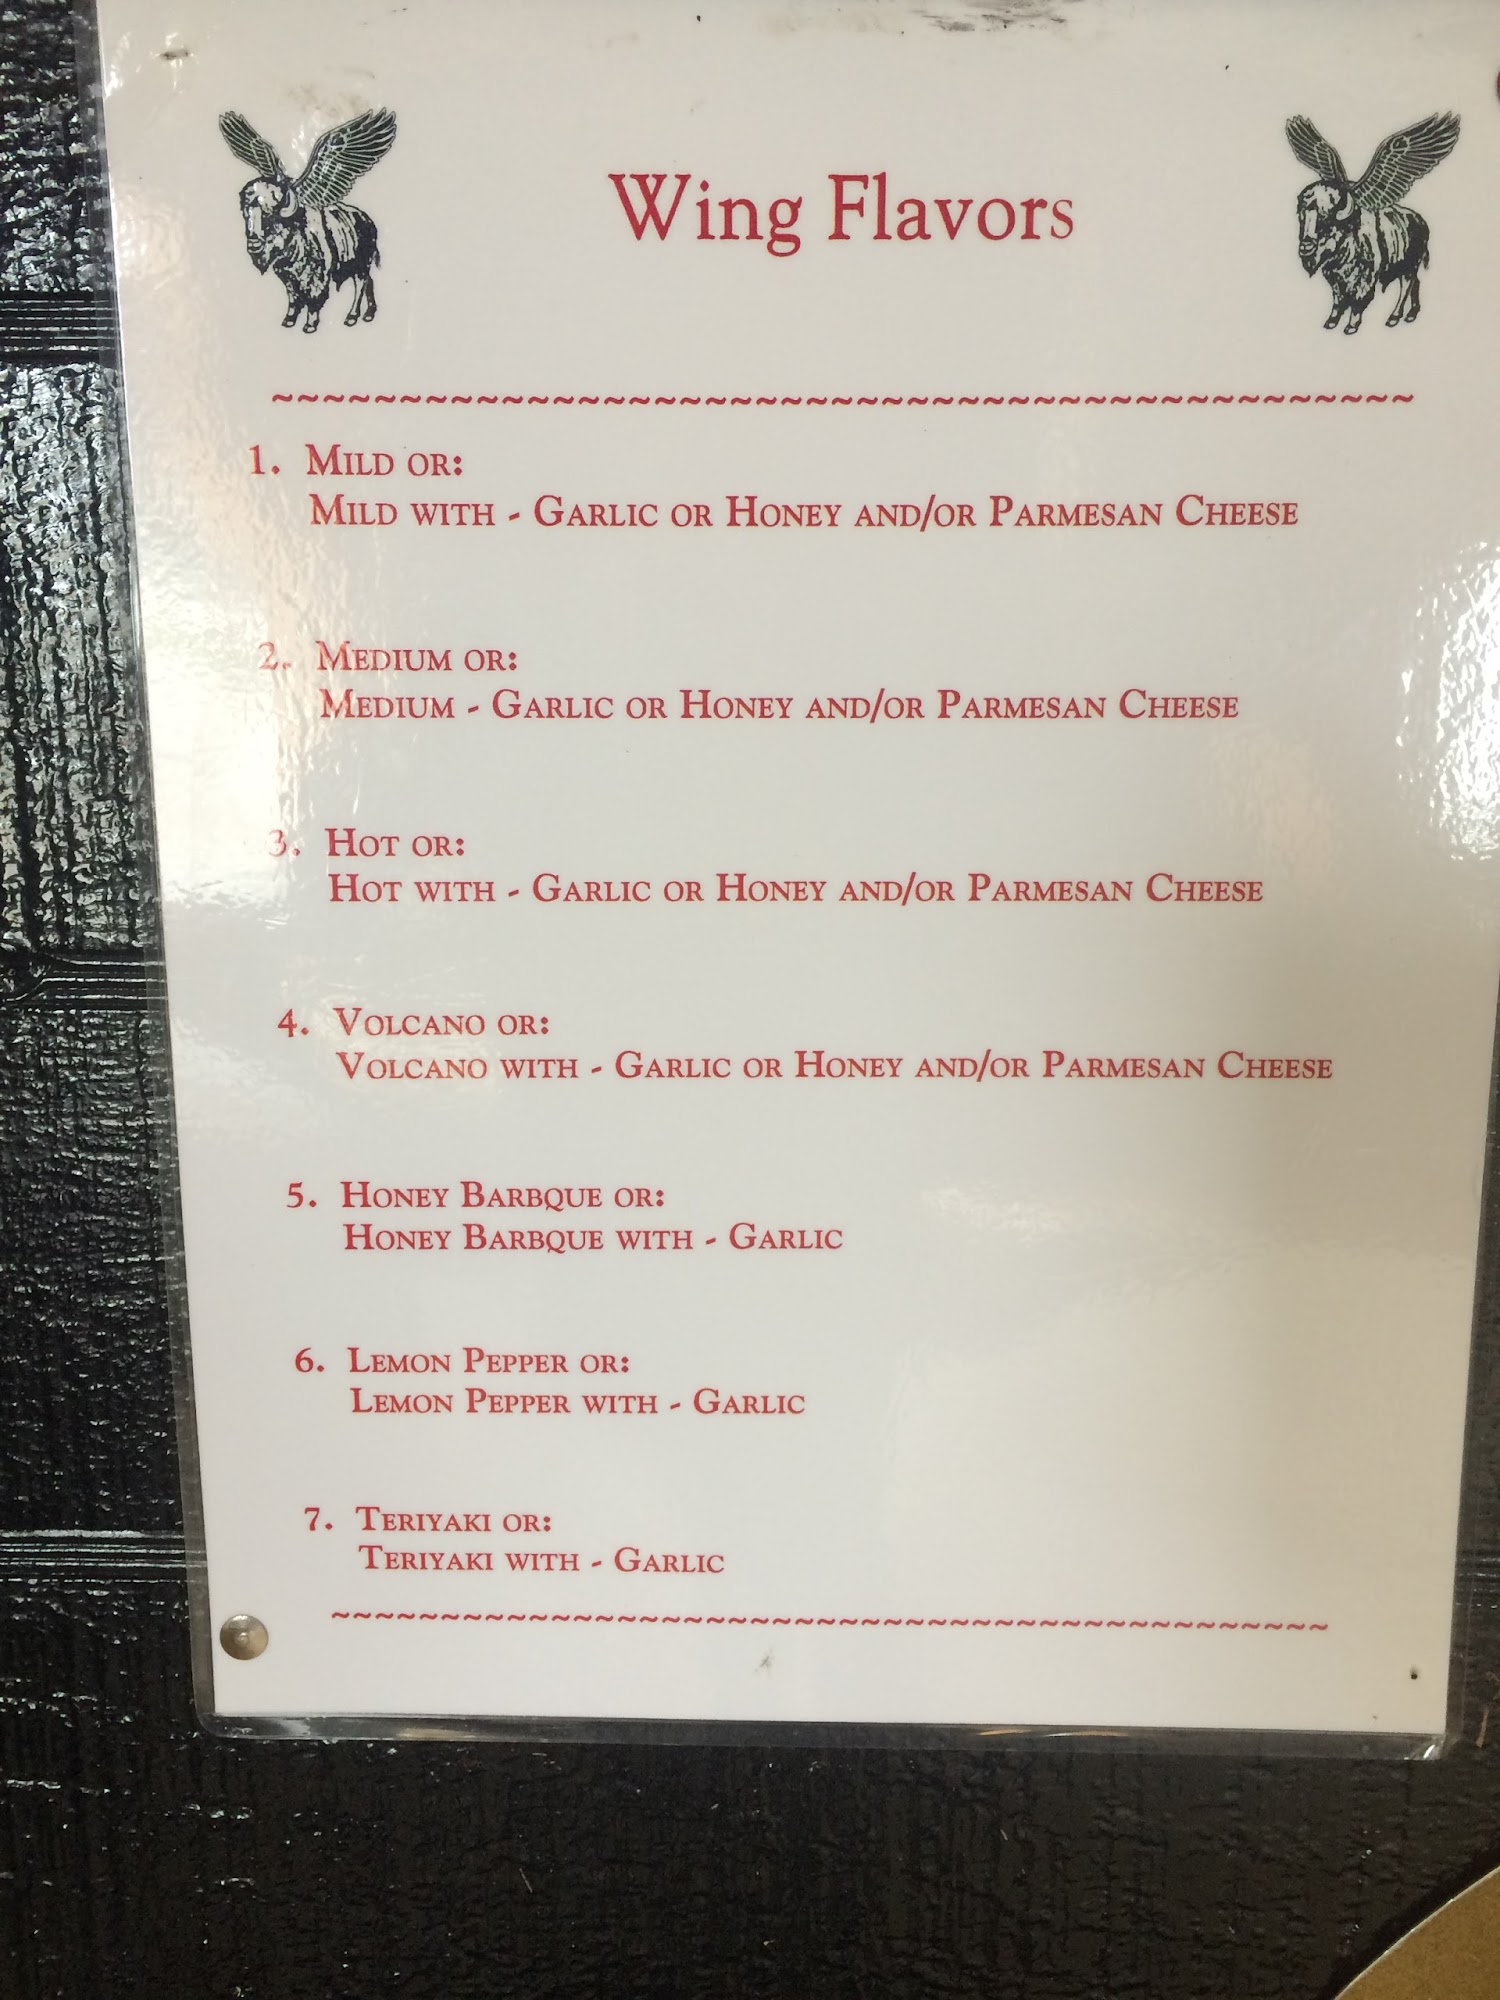 Wing Flavors
~~~~~~~~~~~~~~~~~~~~~~~~~~~~~~~~~~~~~~~~~~~~~
1. Mild or:
Mild with - Garlic or Honey and/or Parmesan Cheese
2. Medium or:
Medium - Garlic or Honey and/or Parmesan Cheese
3. Hot or:
Hot with - Garlic or Honey and/or Parmesan Cheese
4. Volcano or:
Volcano with - Garlic or Honey and/or Parmesan Cheese
5. Honey Barbque or:
Honey Barbque with - Garlic
6. Lemon Pepper or:
Lemon Pepper with - Garlic
7. Teriyaki or:
Teriyaki with - Garlic
~~~~~~~~~~~~~~~~~~~~~~~~~~~~~~~~~~~~~~~~~~~~~